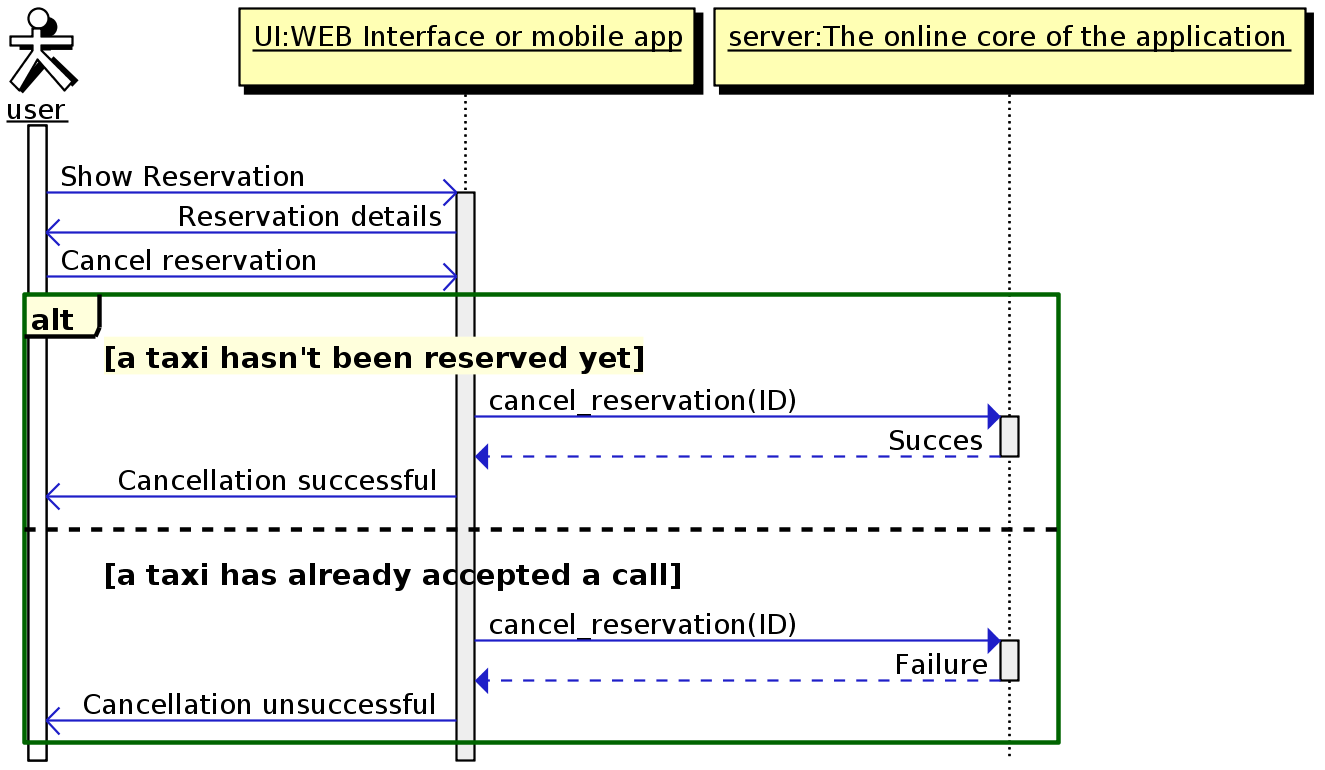 UI:WEB Interface or mobile app
server:The online core of the application
user
Show Reservation
Reservation details
Cancel reservation
alt
[a taxi hasn't been reserved yet]
cancel_reservation(ID)
Succes
Cancellation successful
[a taxi has already accepted a call]
cancel_reservation(ID)
Failure
Cancellation unsuccessful